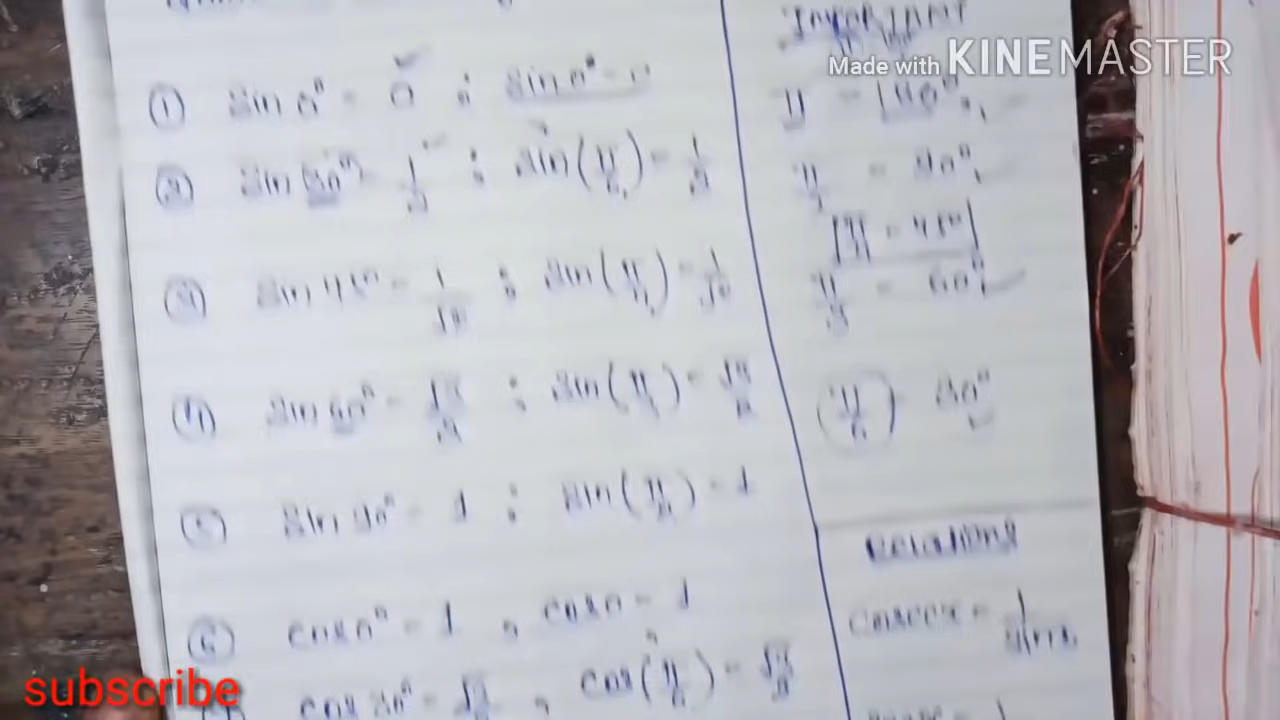 IMPORTANT
Made with KINEMASTER
① sin 0° = 0 ; sin 0° = 0
② sin 30° = 1/2 ; sin(π/6) = 1/2
③ sin 45° = 1/√2 ; sin(π/4) = 1/√2
④ sin 60° = √3/2 ; sin(π/3) = √3/2
⑤ sin 90° = 1 ; sin(π/2) = 1
⑥ cos 0° = 1 , cos 0 = 1
cos 30° = √3/2 , cos(π/6) = √3/2
π = 180°
π/2 = 90°
π/4 = 45°
π/3 = 60°
(π/6) = 30°
Relations
cosecx = 1/sinx
subscribe